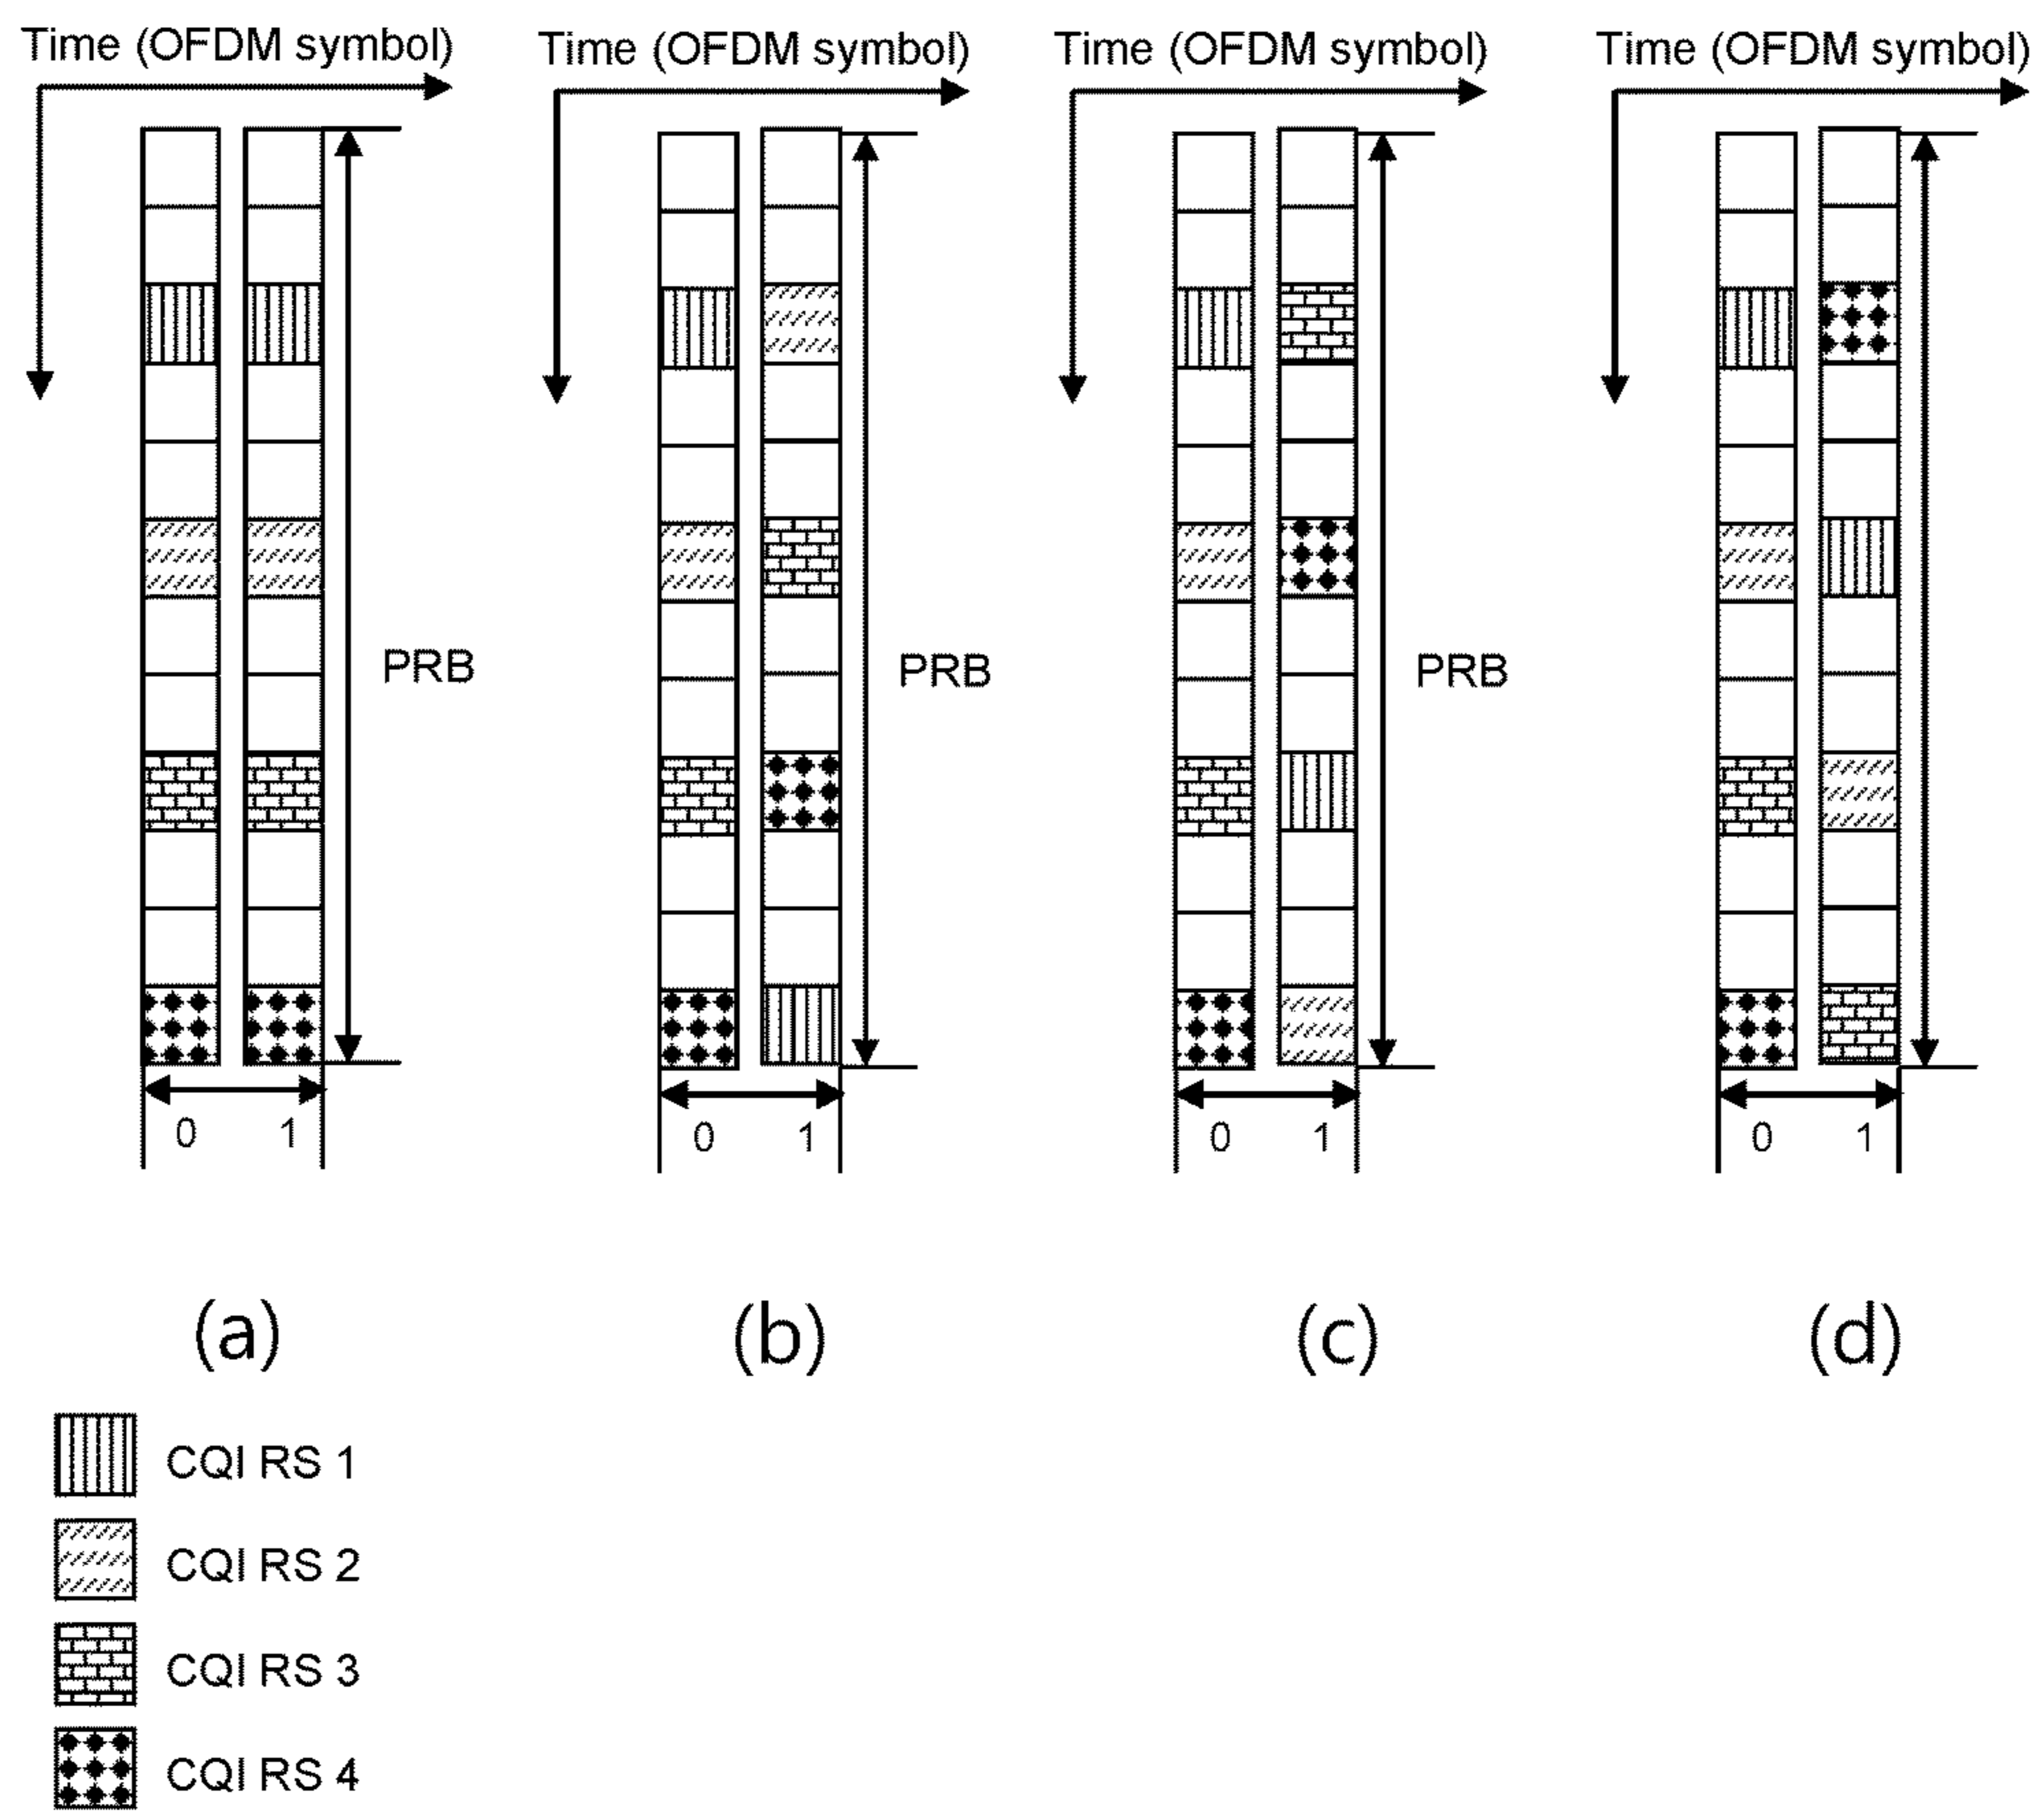 Time (OFDM symbol) Time (OFDM symbol) Time (OFDM symbol) Time (OFDM symbol)
PRB PRB PRB
0 1 0 1 0 1 0 1
(a) (b) (c) (d)
CQI RS 1
CQI RS 2
CQI RS 3
CQI RS 4